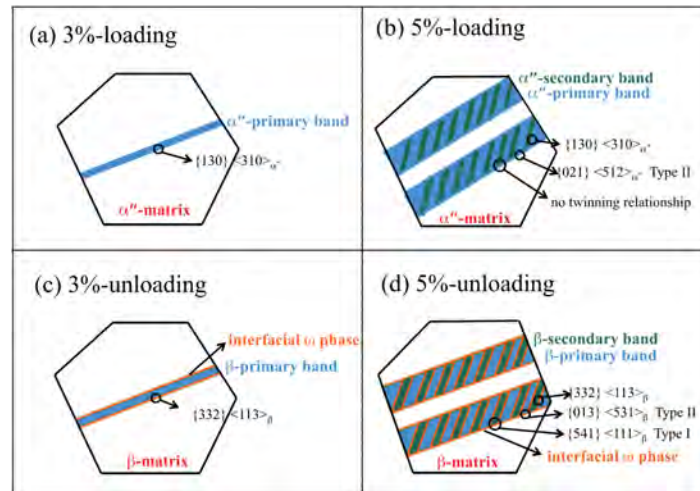 (a) 3%-loading
α″-primary band
{130} <310>α″
α″-matrix
(b) 5%-loading
α″-secondary band
α″-primary band
{130} <310>α″
{021} <512>α″ Type II
no twinning relationship
α″-matrix
(c) 3%-unloading
interfacial ω phase
β-primary band
{332} <113>β
β-matrix
(d) 5%-unloading
β-secondary band
β-primary band
{332} <113>β
{013} <531>β Type II
{541} <111>β Type I
interfacial ω phase
β-matrix